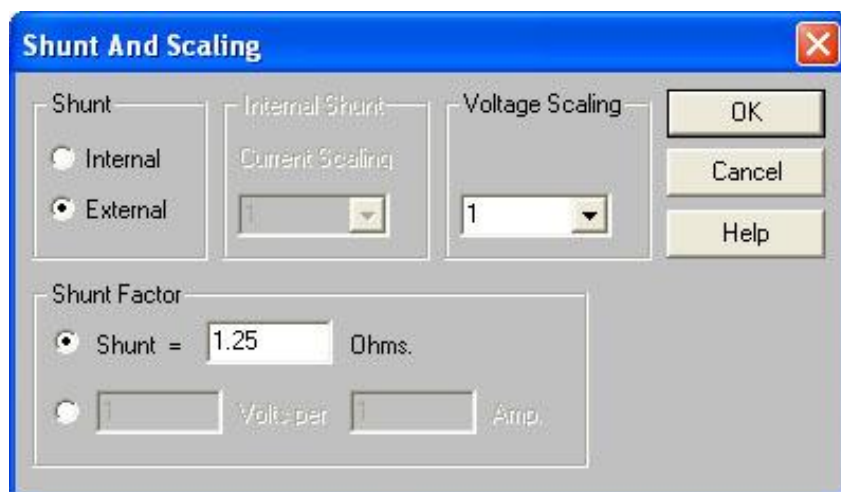 Shunt And Scaling
Shunt
Internal
External
Internal Shunt
Current Scaling
1
Voltage Scaling
1
OK
Cancel
Help
Shunt Factor
Shunt = 1.25 Ohms.
1 Volts per 1 Amp.